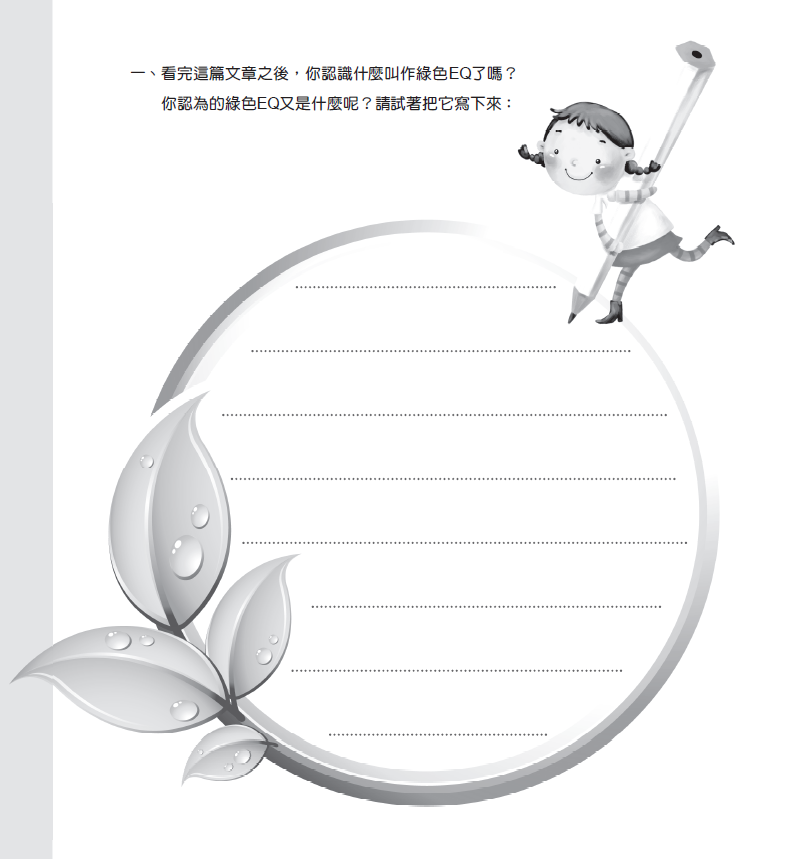 一、看完這篇文章之後，你認識什麼叫作綠色EQ了嗎？
你認為的綠色EQ又是什麼呢？請試著把它寫下來：